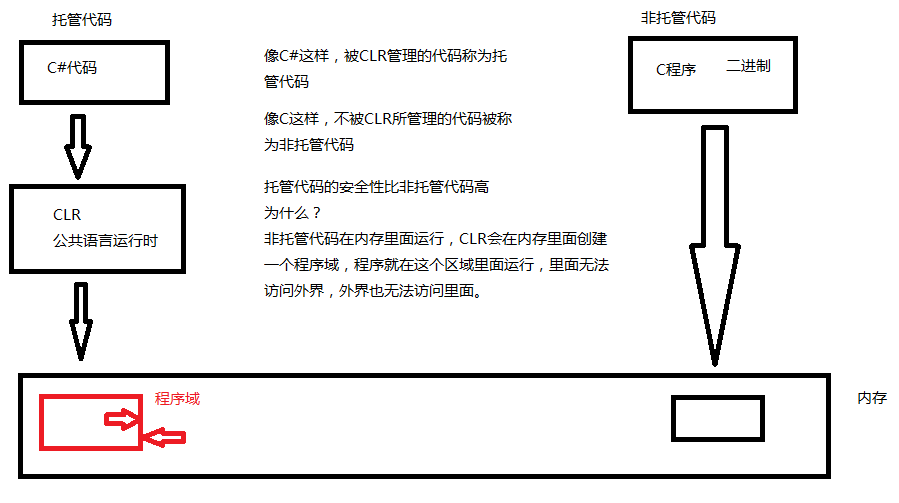 托管代码
非托管代码
C#代码
像C#这样，被CLR管理的代码称为托
管代码
C程序
二进制
像C这样，不被CLR所管理的代码被称
为非托管代码
CLR
公共语言运行时
托管代码的安全性比非托管代码高
为什么？
非托管代码在内存里面运行，CLR会在内存里面创建
一个程序域，程序就在这个区域里面运行，里面无法
访问外界，外界也无法访问里面。
程序域
内存